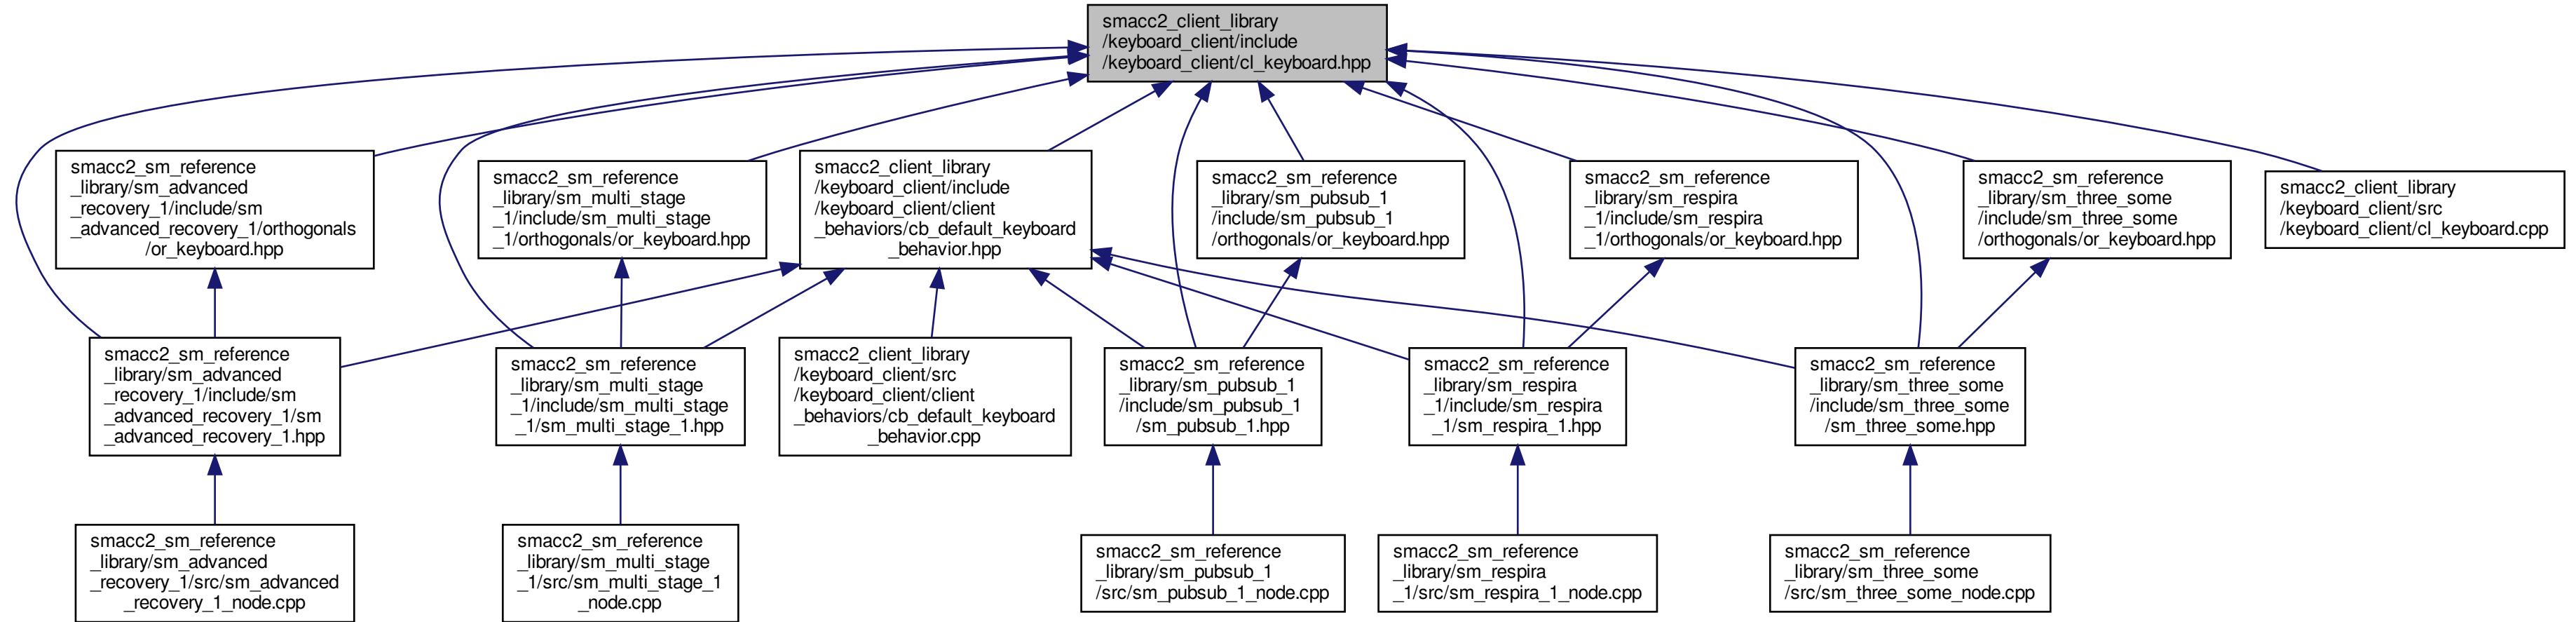 smacc2_client_library
/keyboard_client/include
/keyboard_client/cl_keyboard.hpp
smacc2_sm_reference
_library/sm_advanced
_recovery_1/include/sm
_advanced_recovery_1/orthogonals
/or_keyboard.hpp
smacc2_sm_reference
_library/sm_multi_stage
_1/include/sm_multi_stage
_1/orthogonals/or_keyboard.hpp
smacc2_client_library
/keyboard_client/include
/keyboard_client/client
_behaviors/cb_default_keyboard
_behavior.hpp
smacc2_sm_reference
_library/sm_pubsub_1
/include/sm_pubsub_1
/orthogonals/or_keyboard.hpp
smacc2_sm_reference
_library/sm_respira
_1/include/sm_respira
_1/orthogonals/or_keyboard.hpp
smacc2_sm_reference
_library/sm_three_some
/include/sm_three_some
/orthogonals/or_keyboard.hpp
smacc2_client_library
/keyboard_client/src
/keyboard_client/cl_keyboard.cpp
smacc2_sm_reference
_library/sm_advanced
_recovery_1/include/sm
_advanced_recovery_1/sm
_advanced_recovery_1.hpp
smacc2_sm_reference
_library/sm_multi_stage
_1/include/sm_multi_stage
_1/sm_multi_stage_1.hpp
smacc2_client_library
/keyboard_client/src
/keyboard_client/client
_behaviors/cb_default_keyboard
_behavior.cpp
smacc2_sm_reference
_library/sm_pubsub_1
/include/sm_pubsub_1
/sm_pubsub_1.hpp
smacc2_sm_reference
_library/sm_respira
_1/include/sm_respira
_1/sm_respira_1.hpp
smacc2_sm_reference
_library/sm_three_some
/include/sm_three_some
/sm_three_some.hpp
smacc2_sm_reference
_library/sm_advanced
_recovery_1/src/sm_advanced
_recovery_1_node.cpp
smacc2_sm_reference
_library/sm_multi_stage
_1/src/sm_multi_stage_1
_node.cpp
smacc2_sm_reference
_library/sm_pubsub_1
/src/sm_pubsub_1_node.cpp
smacc2_sm_reference
_library/sm_respira
_1/src/sm_respira_1_node.cpp
smacc2_sm_reference
_library/sm_three_some
/src/sm_three_some_node.cpp